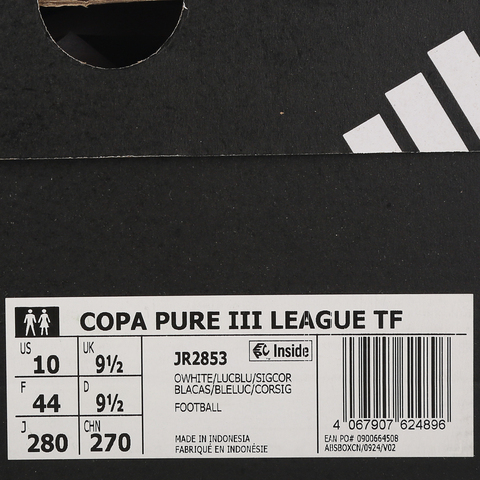 COPA PURE III LEAGUE TF
US 10 UK 9½
F 44 D 9½
J 280 CHN 270
JR2853
Inside
OWHITE/LUCBLU/SIGCOR
BLACAS/BLELUC/CORSIG
FOOTBALL
MADE IN INDONESIA
FABRIQUÉ EN INDONÉSIE
4 067907 624896
EAN PO# 0900664508
ABSBOXCN/0924/V02